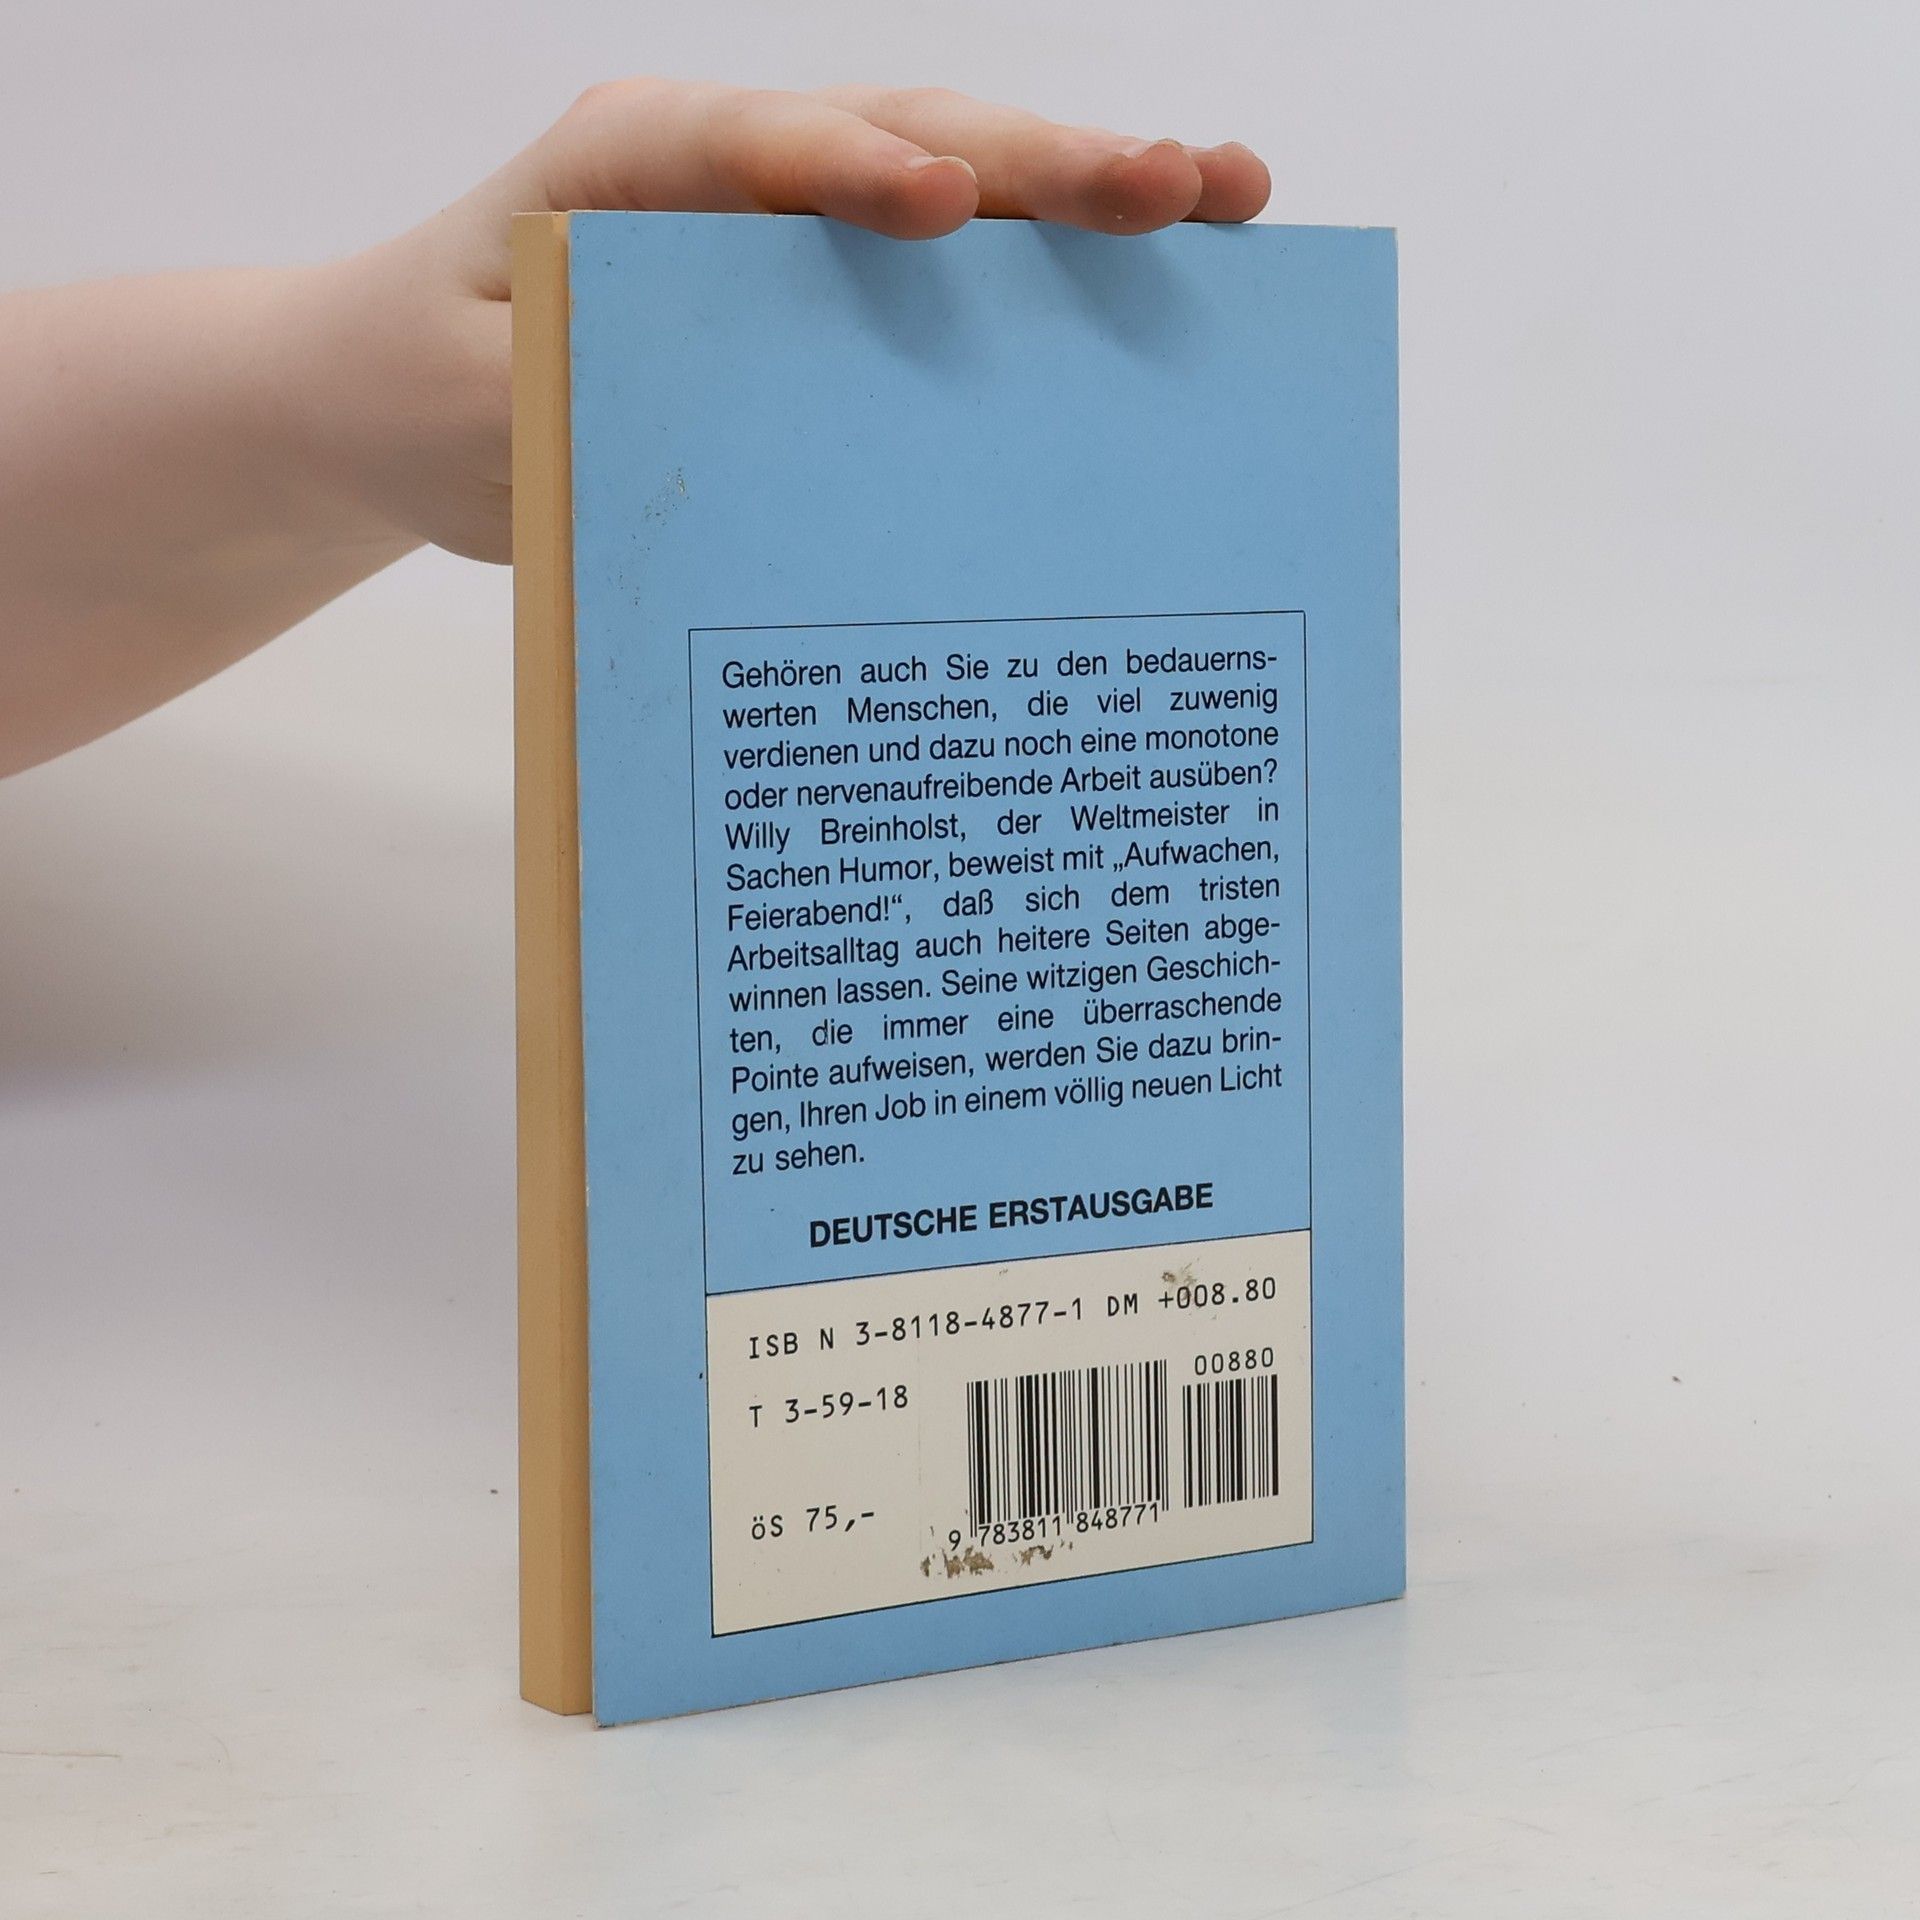 Gehören auch Sie zu den bedauerns-
werten Menschen, die viel zuwenig
verdienen und dazu noch eine monotone
oder nervenaufreibende Arbeit ausüben?
Willy Breinholst, der Weltmeister in
Sachen Humor, beweist mit „Aufwachen,
Feierabend!“, daß sich dem tristen
Arbeitsalltag auch heitere Seiten abge-
winnen lassen. Seine witzigen Geschich-
ten, die immer eine überraschende
Pointe aufweisen, werden Sie dazu brin-
gen, Ihren Job in einem völlig neuen Licht
zu sehen.
DEUTSCHE ERSTAUSGABE
ISB N 3-8118-4877-1 DM +008.80
00880
T 3-59-18
öS 75,-
9 783811 848771